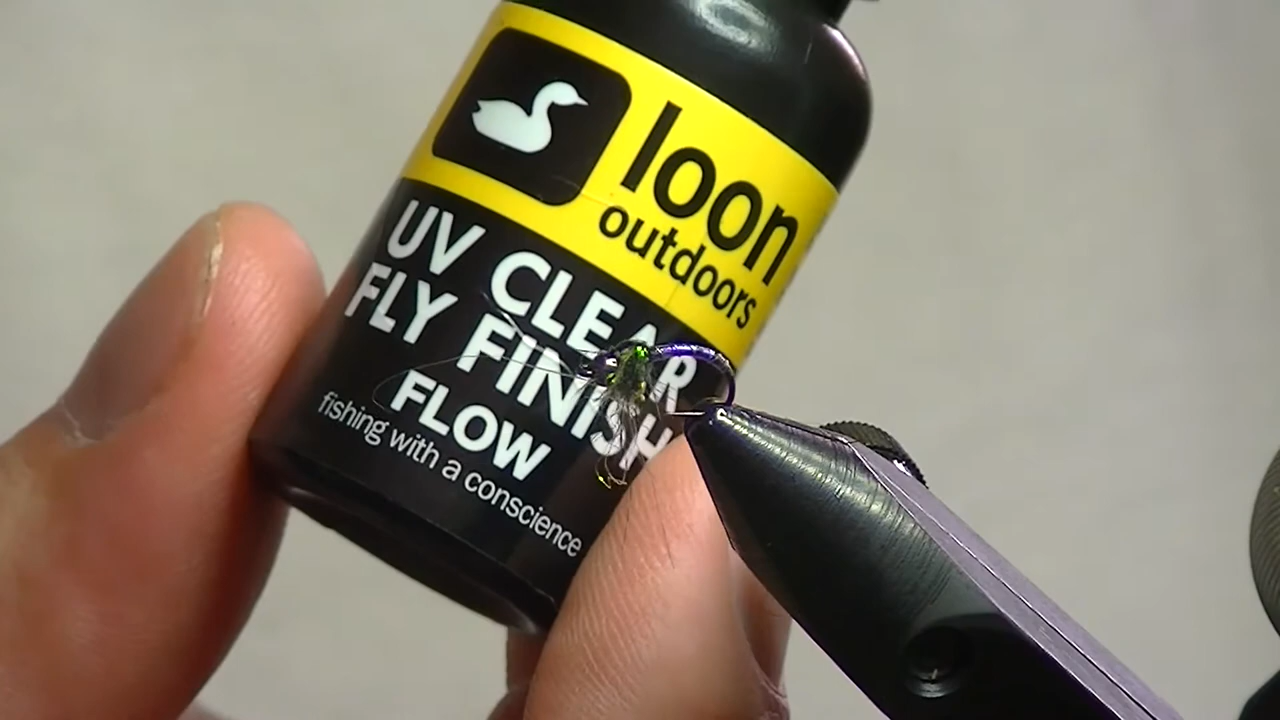 loon
outdoors
UV CLEAR
FLY FINISH
FLOW
fishing with a conscience